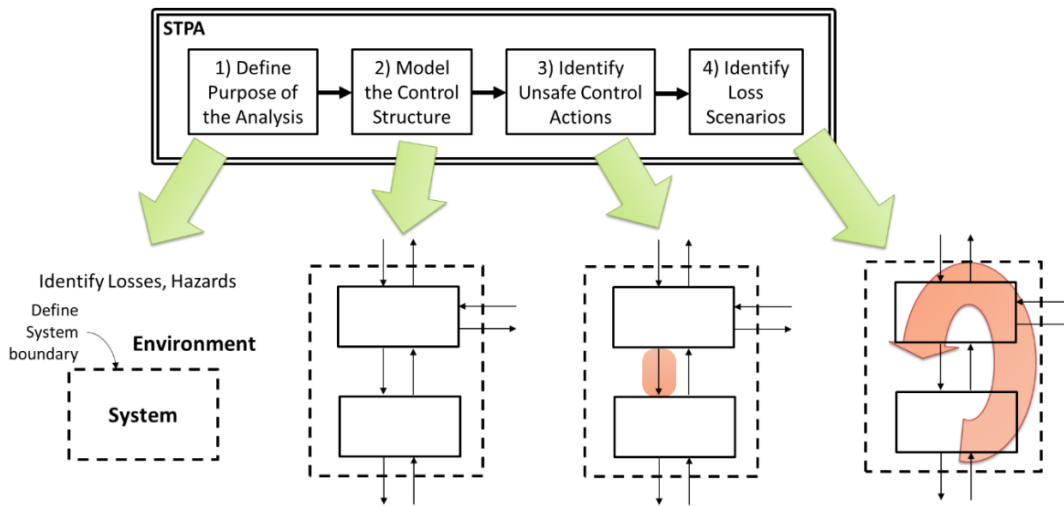 STPA
1) Define
Purpose of
the Analysis
2) Model
the Control
Structure
3) Identify
Unsafe Control
Actions
4) Identify
Loss
Scenarios
Identify Losses, Hazards
Define
System
boundary
Environment
System